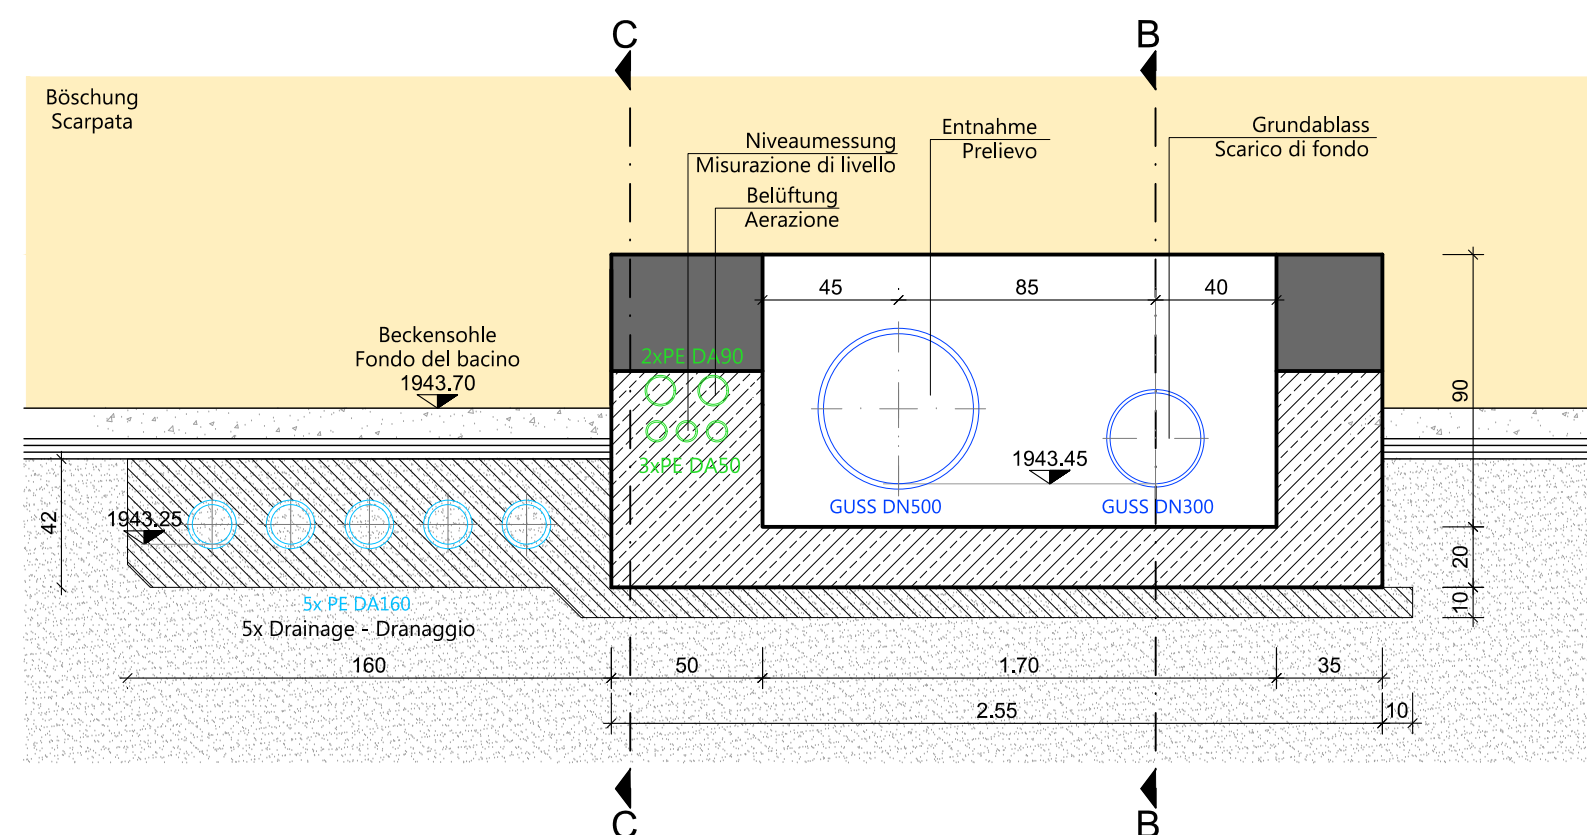 C
B
Böschung
Scarpata
Niveaumessung
Misurazione di livello
Entnahme
Prelievo
Grundablass
Scarico di fondo
Belüftung
Aerazione
45
85
40
Beckensohle
Fondo del bacino
1943.70
2xPE DA90
90
3xPE DA50
1943.45
GUSS DN500
GUSS DN300
42
1943.25
20
10
5x PE DA160
5x Drainage - Dranaggio
160
50
1.70
35
2.55
10
C
B